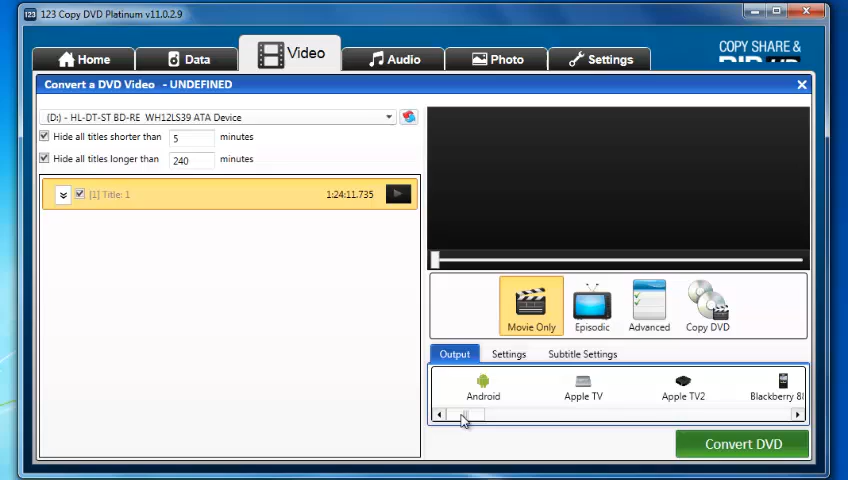 123 Copy DVD Platinum v11.0.2.9
Home
Data
Video
Audio
Photo
Settings
COPY SHARE &
Convert a DVD Video - UNDEFINED
(D:) - HL-DT-ST BD-RE WH12LS39 ATA Device
Hide all titles shorter than 5 minutes
Hide all titles longer than 240 minutes
[1] Title: 1 1:24:11.735
Movie Only
Episodic
Advanced
Copy DVD
Output
Settings
Subtitle Settings
Android
Apple TV
Apple TV2
Blackberry 88
Convert DVD